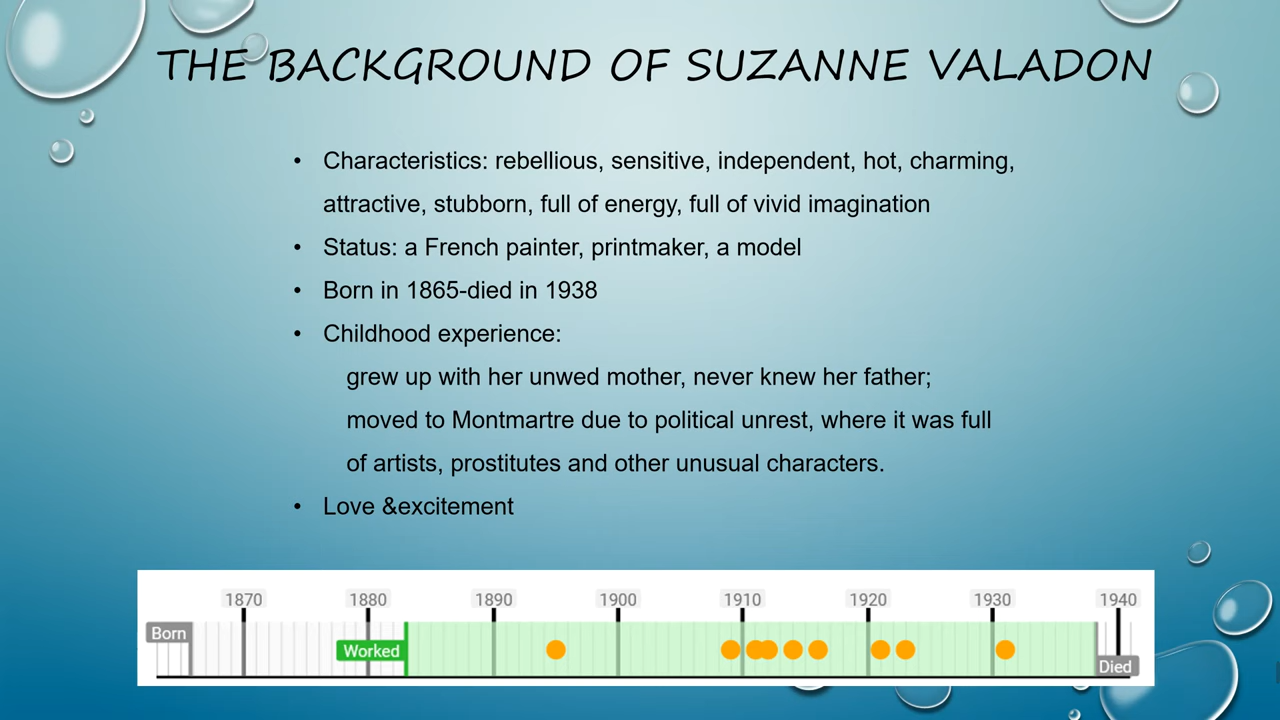 THE BACKGROUND OF SUZANNE VALADON
• Characteristics: rebellious, sensitive, independent, hot, charming,
attractive, stubborn, full of energy, full of vivid imagination
• Status: a French painter, printmaker, a model
• Born in 1865-died in 1938
• Childhood experience:
grew up with her unwed mother, never knew her father;
moved to Montmartre due to political unrest, where it was full
of artists, prostitutes and other unusual characters.
• Love &excitement
1870 1880 1890 1900 1910 1920 1930 1940
Born
Worked
Died